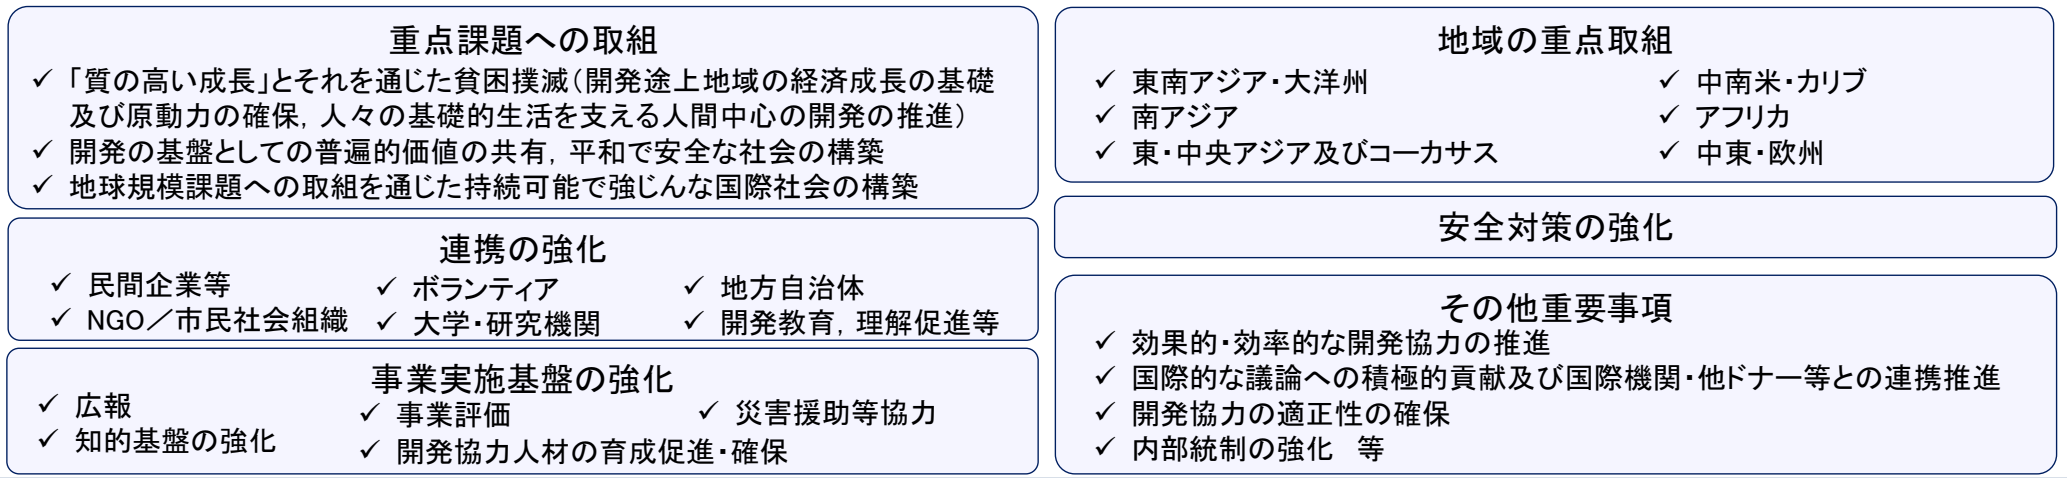 重点課題への取組
✓ 「質の高い成長」とそれを通じた貧困撲滅（開発途上地域の経済成長の基礎
及び原動力の確保，人々の基礎的生活を支える人間中心の開発の推進）
✓ 開発の基盤としての普遍的価値の共有，平和で安全な社会の構築
✓ 地球規模課題への取組を通じた持続可能で強じんな国際社会の構築
連携の強化
✓ 民間企業等
✓ NGO／市民社会組織
✓ ボランティア
✓ 大学・研究機関
✓ 地方自治体
✓ 開発教育，理解促進等
事業実施基盤の強化
✓ 広報
✓ 知的基盤の強化
✓ 事業評価
✓ 災害援助等協力
✓ 開発協力人材の育成促進・確保
地域の重点取組
✓ 東南アジア・大洋州
✓ 南アジア
✓ 東・中央アジア及びコーカサス
✓ 中南米・カリブ
✓ アフリカ
✓ 中東・欧州
安全対策の強化
その他重要事項
✓ 効果的・効率的な開発協力の推進
✓ 国際的な議論への積極的貢献及び国際機関・他ドナー等との連携推進
✓ 開発協力の適正性の確保
✓ 内部統制の強化　等